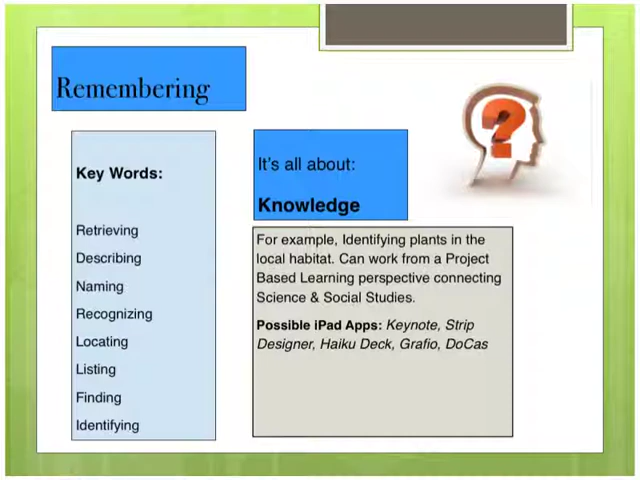 Remembering
Key Words:
Retrieving
Describing
Naming
Recognizing
Locating
Listing
Finding
Identifying
It's all about:
Knowledge
For example, Identifying plants in the
local habitat. Can work from a Project
Based Learning perspective connecting
Science & Social Studies.
Possible iPad Apps: Keynote, Strip
Designer, Haiku Deck, Grafio, DoCas
?